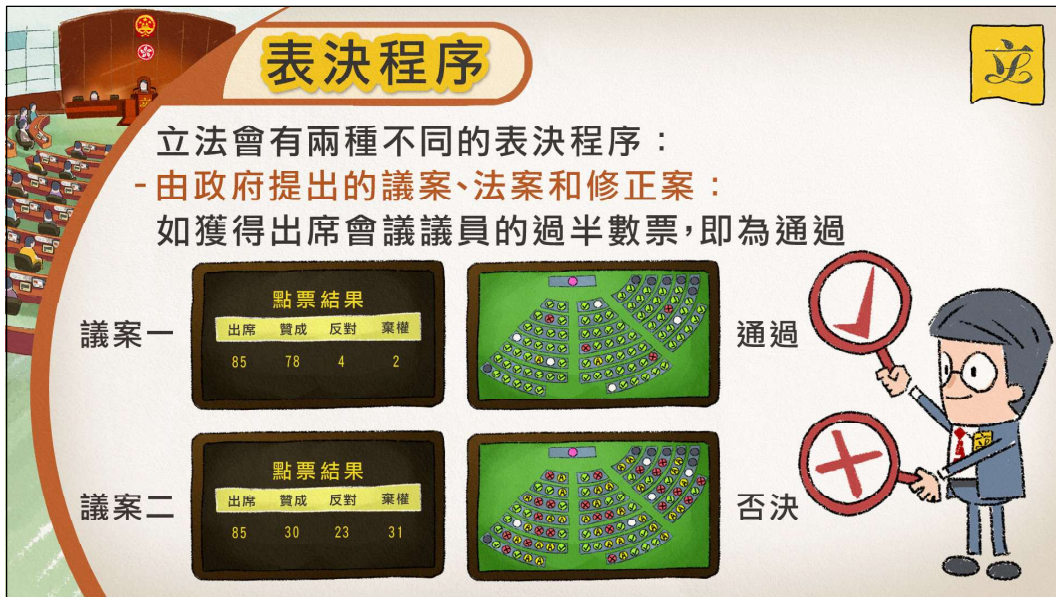 表決程序
立法會有兩種不同的表決程序：
-由政府提出的議案、法案和修正案：
如獲得出席會議議員的過半數票，即為通過
議案一
點票結果
出席 贊成 反對 棄權
85 78 4 2
通過
議案二
點票結果
出席 贊成 反對 棄權
85 30 23 31
否決